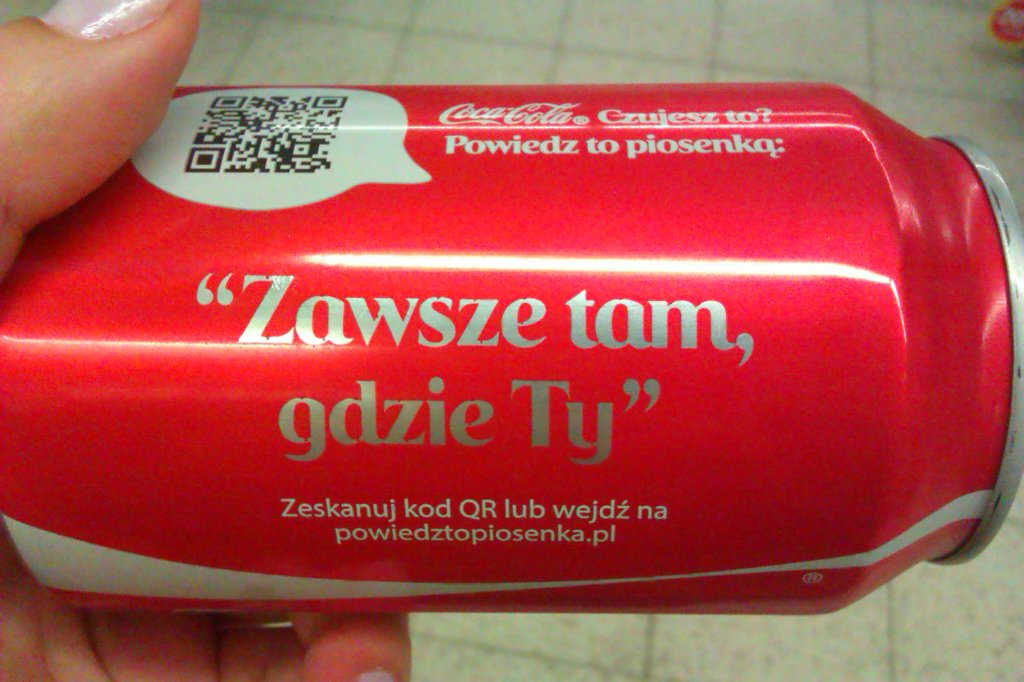 Coca-Cola® Czujesz to?
Powiedz to piosenką:
“Zawsze tam,
gdzie Ty”
Zeskanuj kod QR lub wejdź na
powiedztopiosenka.pl
®